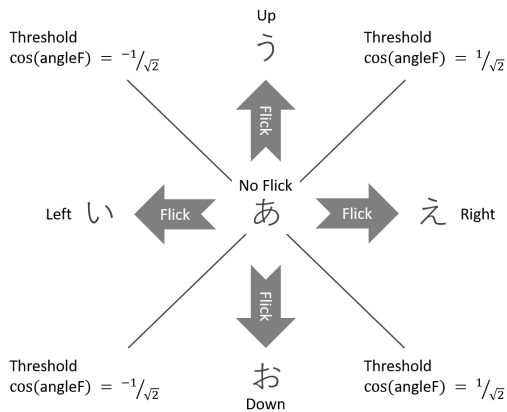 Up
Threshold
cos(angleF) = −1/√2
う
Threshold
cos(angleF) = 1/√2
Flick
No Flick
Left い Flick あ Flick え Right
Flick
Threshold
cos(angleF) = −1/√2
お
Down
Threshold
cos(angleF) = 1/√2